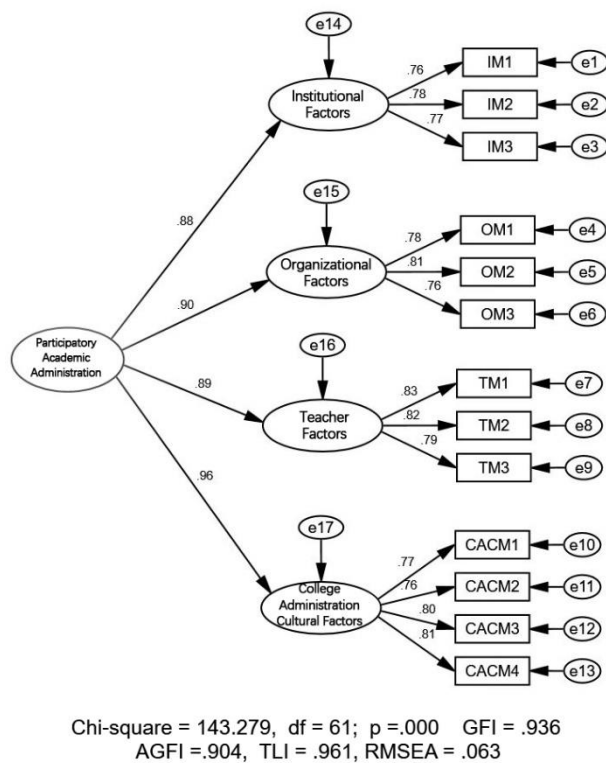 e14
.76
IM1
e1
Institutional
Factors
.78
IM2
e2
.77
IM3
e3
.88
e15
.78
OM1
e4
Organizational
Factors
.81
OM2
e5
.76
OM3
e6
.90
Participatory
Academic
Administration
e16
.89
.83
TM1
e7
Teacher
Factors
.82
TM2
e8
.79
TM3
e9
.96
e17
.77
CACM1
e10
College
Administration
Cultural Factors
.76
CACM2
e11
.80
CACM3
e12
.81
CACM4
e13
Chi-square = 143.279, df = 61; p =.000 GFI = .936
AGFI =.904, TLI = .961, RMSEA = .063